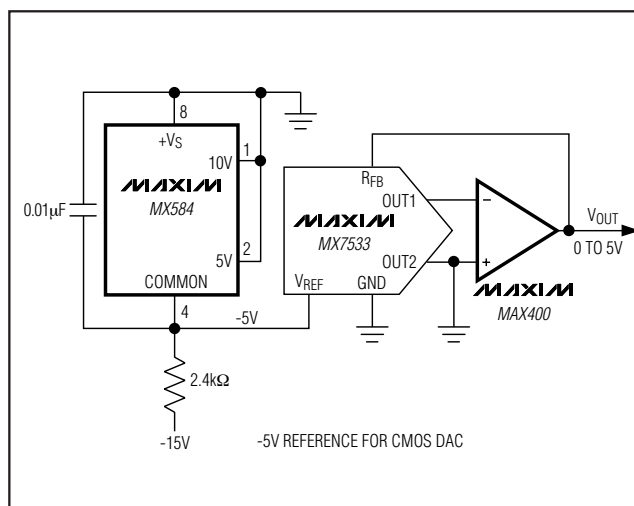 8
+VS
1
10V
MAXIM
MX584
0.01μF
2
5V
COMMON
4
-5V
2.4kΩ
-15V
RFB
OUT1
MAXIM
MX7533
OUT2
VREF
GND
−
+
MAXIM
MAX400
VOUT
0 TO 5V
-5V REFERENCE FOR CMOS DAC